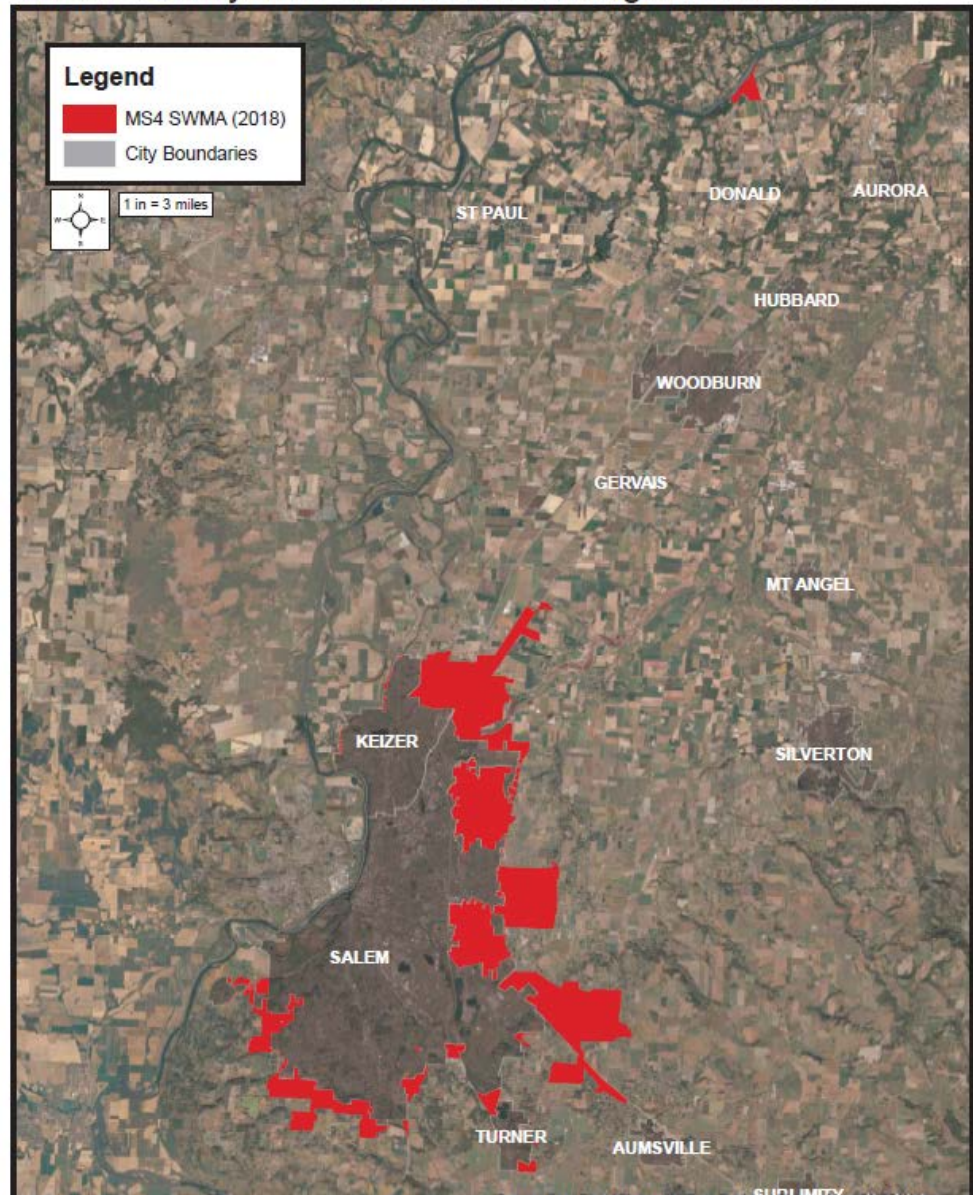 Legend
MS4 SWMA (2018)
City Boundaries
N
W E
S
1 in = 3 miles
ST PAUL
DONALD
AURORA
HUBBARD
WOODBURN
GERVAIS
MT ANGEL
KEIZER
SILVERTON
SALEM
TURNER
AUMSVILLE
SUBLIMITY